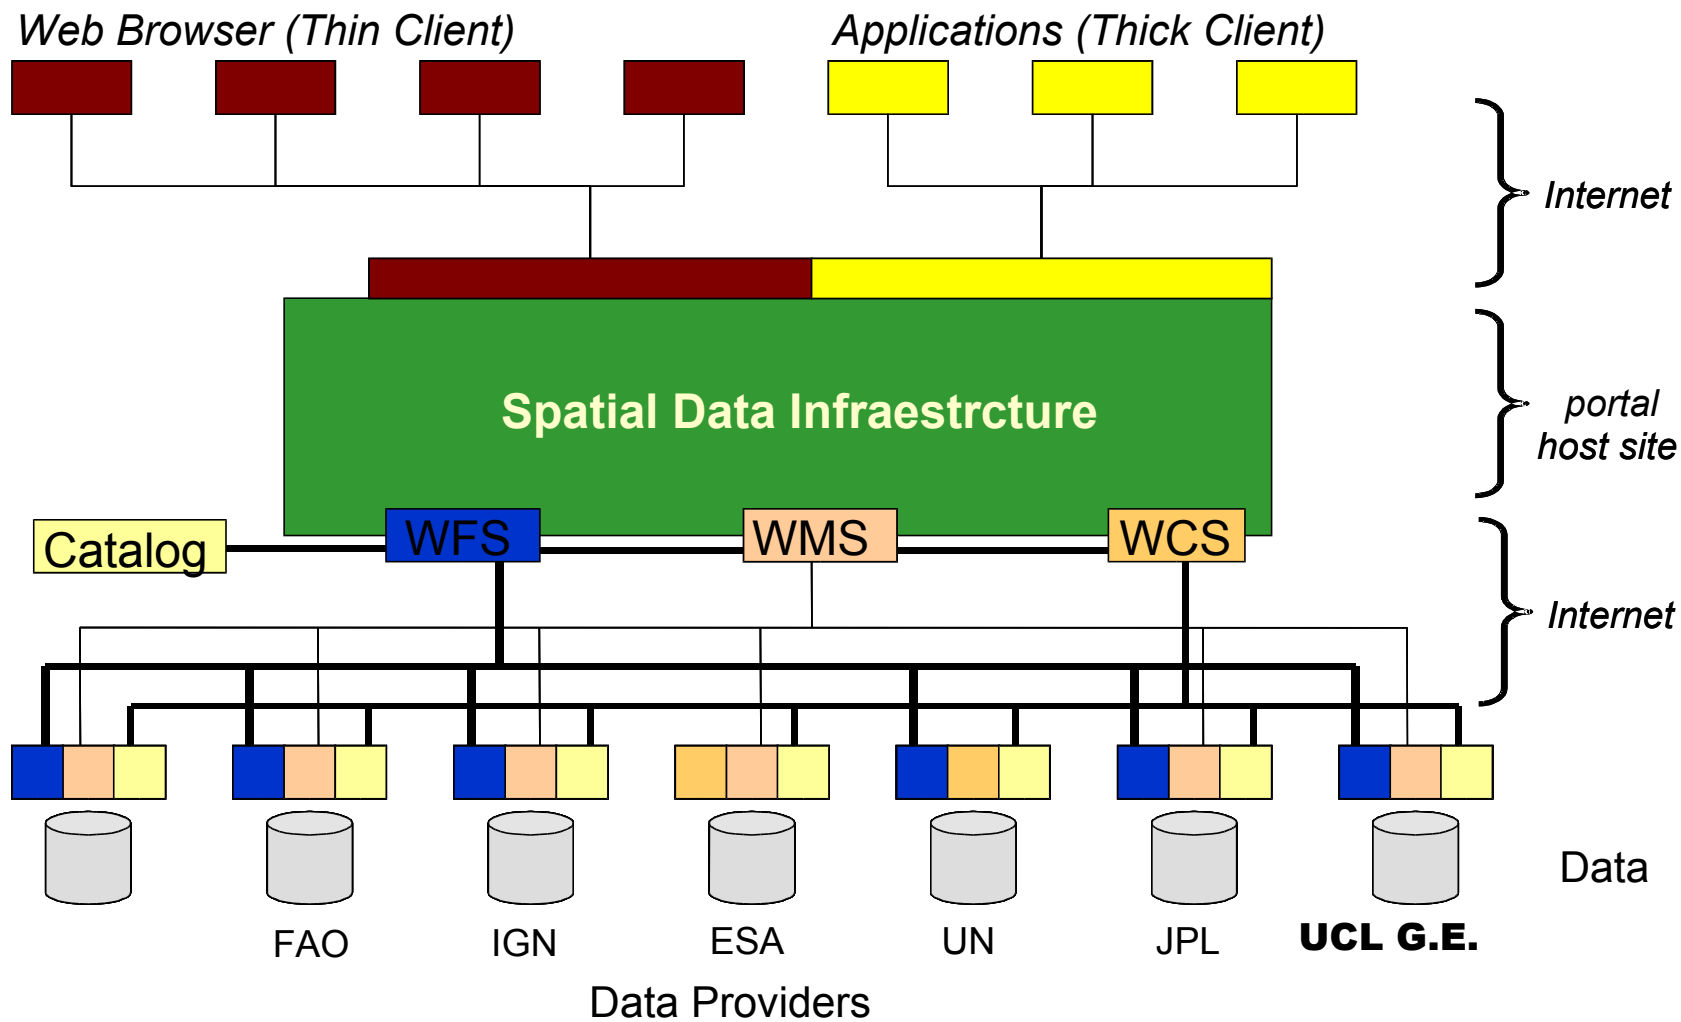 Web Browser (Thin Client)
Applications (Thick Client)
Internet
Spatial Data Infraestrcture
portal
host site
Catalog
WFS
WMS
WCS
Internet
Data
FAO
IGN
ESA
UN
JPL
UCL G.E.
Data Providers